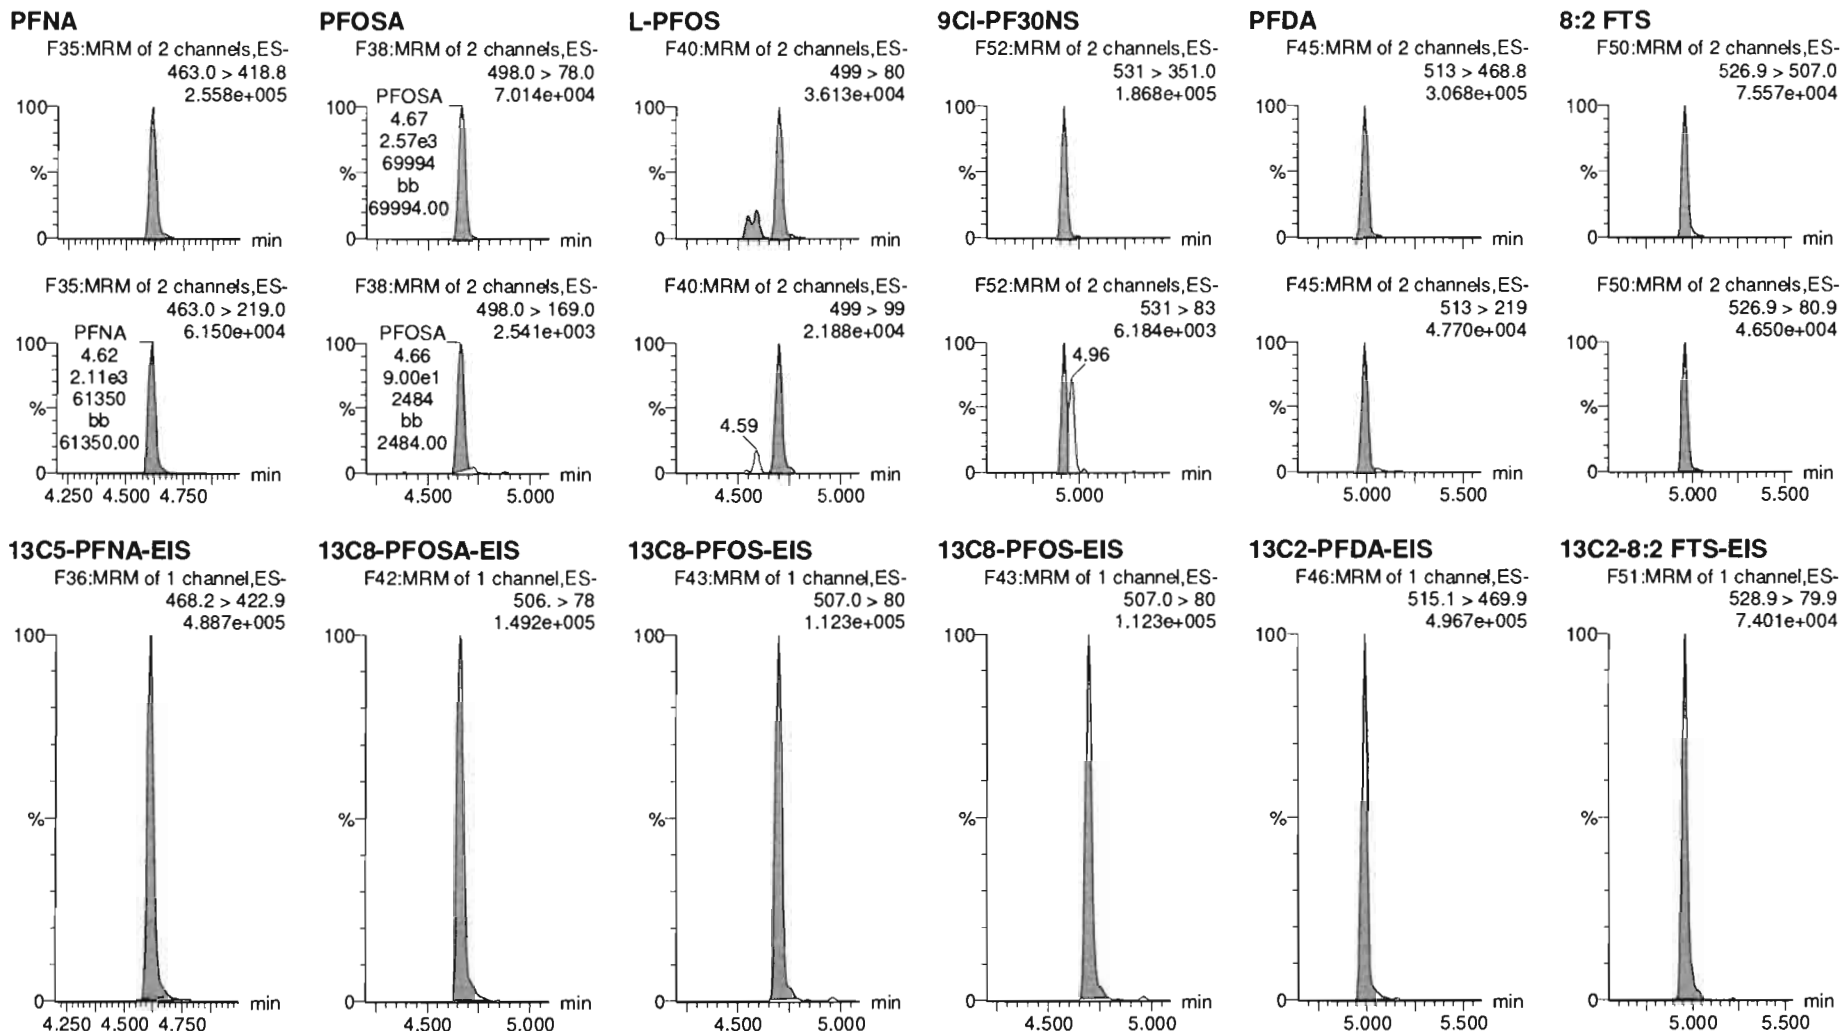 PFNA
F35:MRM of 2 channels,ES-
463.0 > 418.8
2.558e+005
100
%
0
min
F35:MRM of 2 channels,ES-
463.0 > 219.0
6.150e+004
PFNA
4.62
2.11e3
61350
bb
61350.00
100
%
0
min
4.250 4.500 4.750
PFOSA
F38:MRM of 2 channels,ES-
498.0 > 78.0
7.014e+004
PFOSA
4.67
2.57e3
69994
bb
69994.00
100
%
0
min
F38:MRM of 2 channels,ES-
498.0 > 169.0
2.541e+003
PFOSA
4.66
9.00e1
2484
bb
2484.00
100
%
0
min
4.500 5.000
L-PFOS
F40:MRM of 2 channels,ES-
499 > 80
3.613e+004
100
%
0
min
F40:MRM of 2 channels,ES-
499 > 99
2.188e+004
100
4.59
%
0
min
4.500 5.000
9Cl-PF30NS
F52:MRM of 2 channels,ES-
531 > 351.0
1.868e+005
100
%
0
min
F52:MRM of 2 channels,ES-
531 > 83
6.184e+003
100
4.96
%
0
min
5.000
PFDA
F45:MRM of 2 channels,ES-
513 > 468.8
3.068e+005
100
%
0
min
F45:MRM of 2 channels,ES-
513 > 219
4.770e+004
100
%
0
min
5.000 5.500
8:2 FTS
F50:MRM of 2 channels,ES-
526.9 > 507.0
7.557e+004
100
%
0
min
F50:MRM of 2 channels,ES-
526.9 > 80.9
4.650e+004
100
%
0
min
5.000 5.500
13C5-PFNA-EIS
F36:MRM of 1 channel,ES-
468.2 > 422.9
4.887e+005
100
%
0
min
4.250 4.500 4.750
13C8-PFOSA-EIS
F42:MRM of 1 channel,ES-
506. > 78
1.492e+005
100
%
0
min
4.500 5.000
13C8-PFOS-EIS
F43:MRM of 1 channel,ES-
507.0 > 80
1.123e+005
100
%
0
min
4.500 5.000
13C8-PFOS-EIS
F43:MRM of 1 channel,ES-
507.0 > 80
1.123e+005
100
%
0
min
4.500 5.000
13C2-PFDA-EIS
F46:MRM of 1 channel,ES-
515.1 > 469.9
4.967e+005
100
%
0
min
5.000 5.500
13C2-8:2 FTS-EIS
F51:MRM of 1 channel,ES-
528.9 > 79.9
7.401e+004
100
%
0
min
5.000 5.500